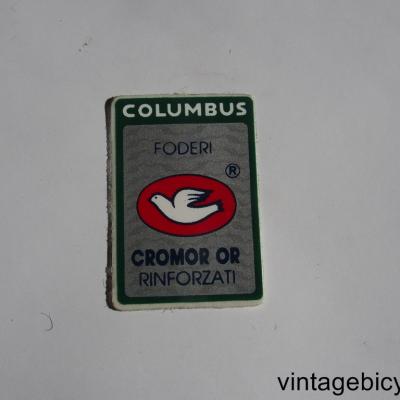 COLUMBUS
FODERI
®
CROMOR OR
RINFORZATI
vintagebicy